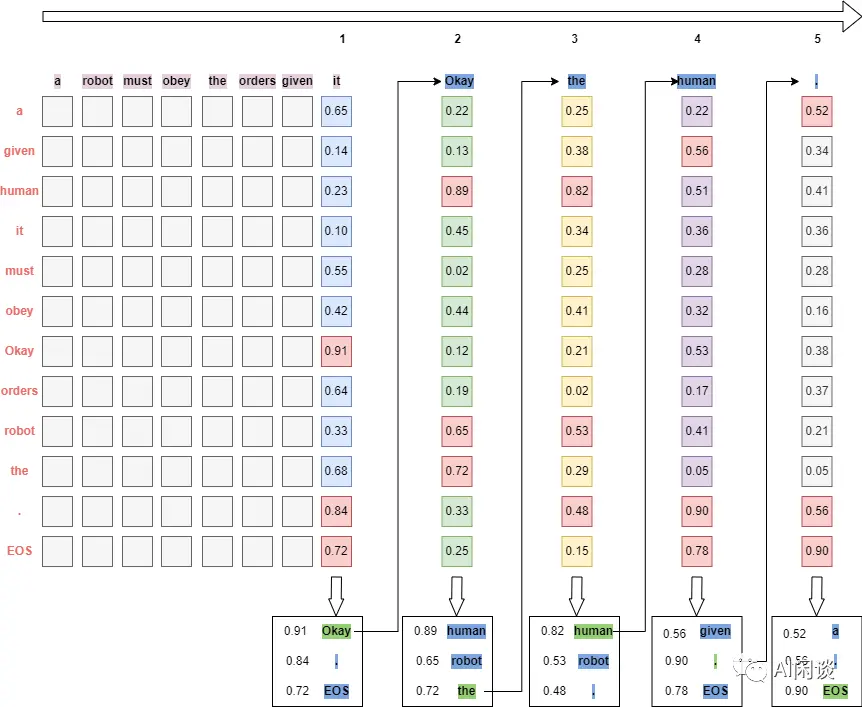 1 2 3 4 5
a robot must obey the orders given it Okay the human .
a 0.65 0.22 0.25 0.22 0.52
given 0.14 0.13 0.38 0.56 0.34
human 0.23 0.89 0.82 0.51 0.41
it 0.10 0.45 0.34 0.36 0.36
must 0.55 0.02 0.25 0.28 0.28
obey 0.42 0.44 0.41 0.32 0.16
Okay 0.91 0.12 0.21 0.53 0.38
orders 0.64 0.19 0.02 0.17 0.37
robot 0.33 0.65 0.53 0.41 0.21
the 0.68 0.72 0.29 0.05 0.05
. 0.84 0.33 0.48 0.90 0.56
EOS 0.72 0.25 0.15 0.78 0.90
0.91 Okay 0.89 human 0.82 human 0.56 given 0.52 a
0.84 . 0.65 robot 0.53 robot 0.90 . .
0.72 EOS 0.72 the 0.48 . 0.78 EOS 0.90 EOS
AI闲谈